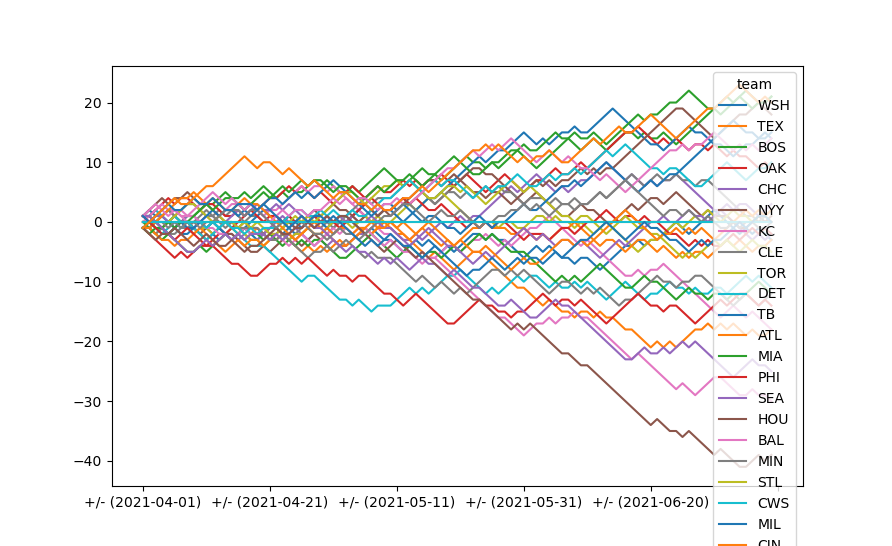 team
WSH
TEX
BOS
OAK
CHC
NYY
KC
CLE
TOR
DET
TB
ATL
MIA
PHI
SEA
HOU
BAL
MIN
STL
CWS
MIL
CIN
20
10
0
−10
−20
−30
−40
+/- (2021-04-01) +/- (2021-04-21) +/- (2021-05-11) +/- (2021-05-31) +/- (2021-06-20)